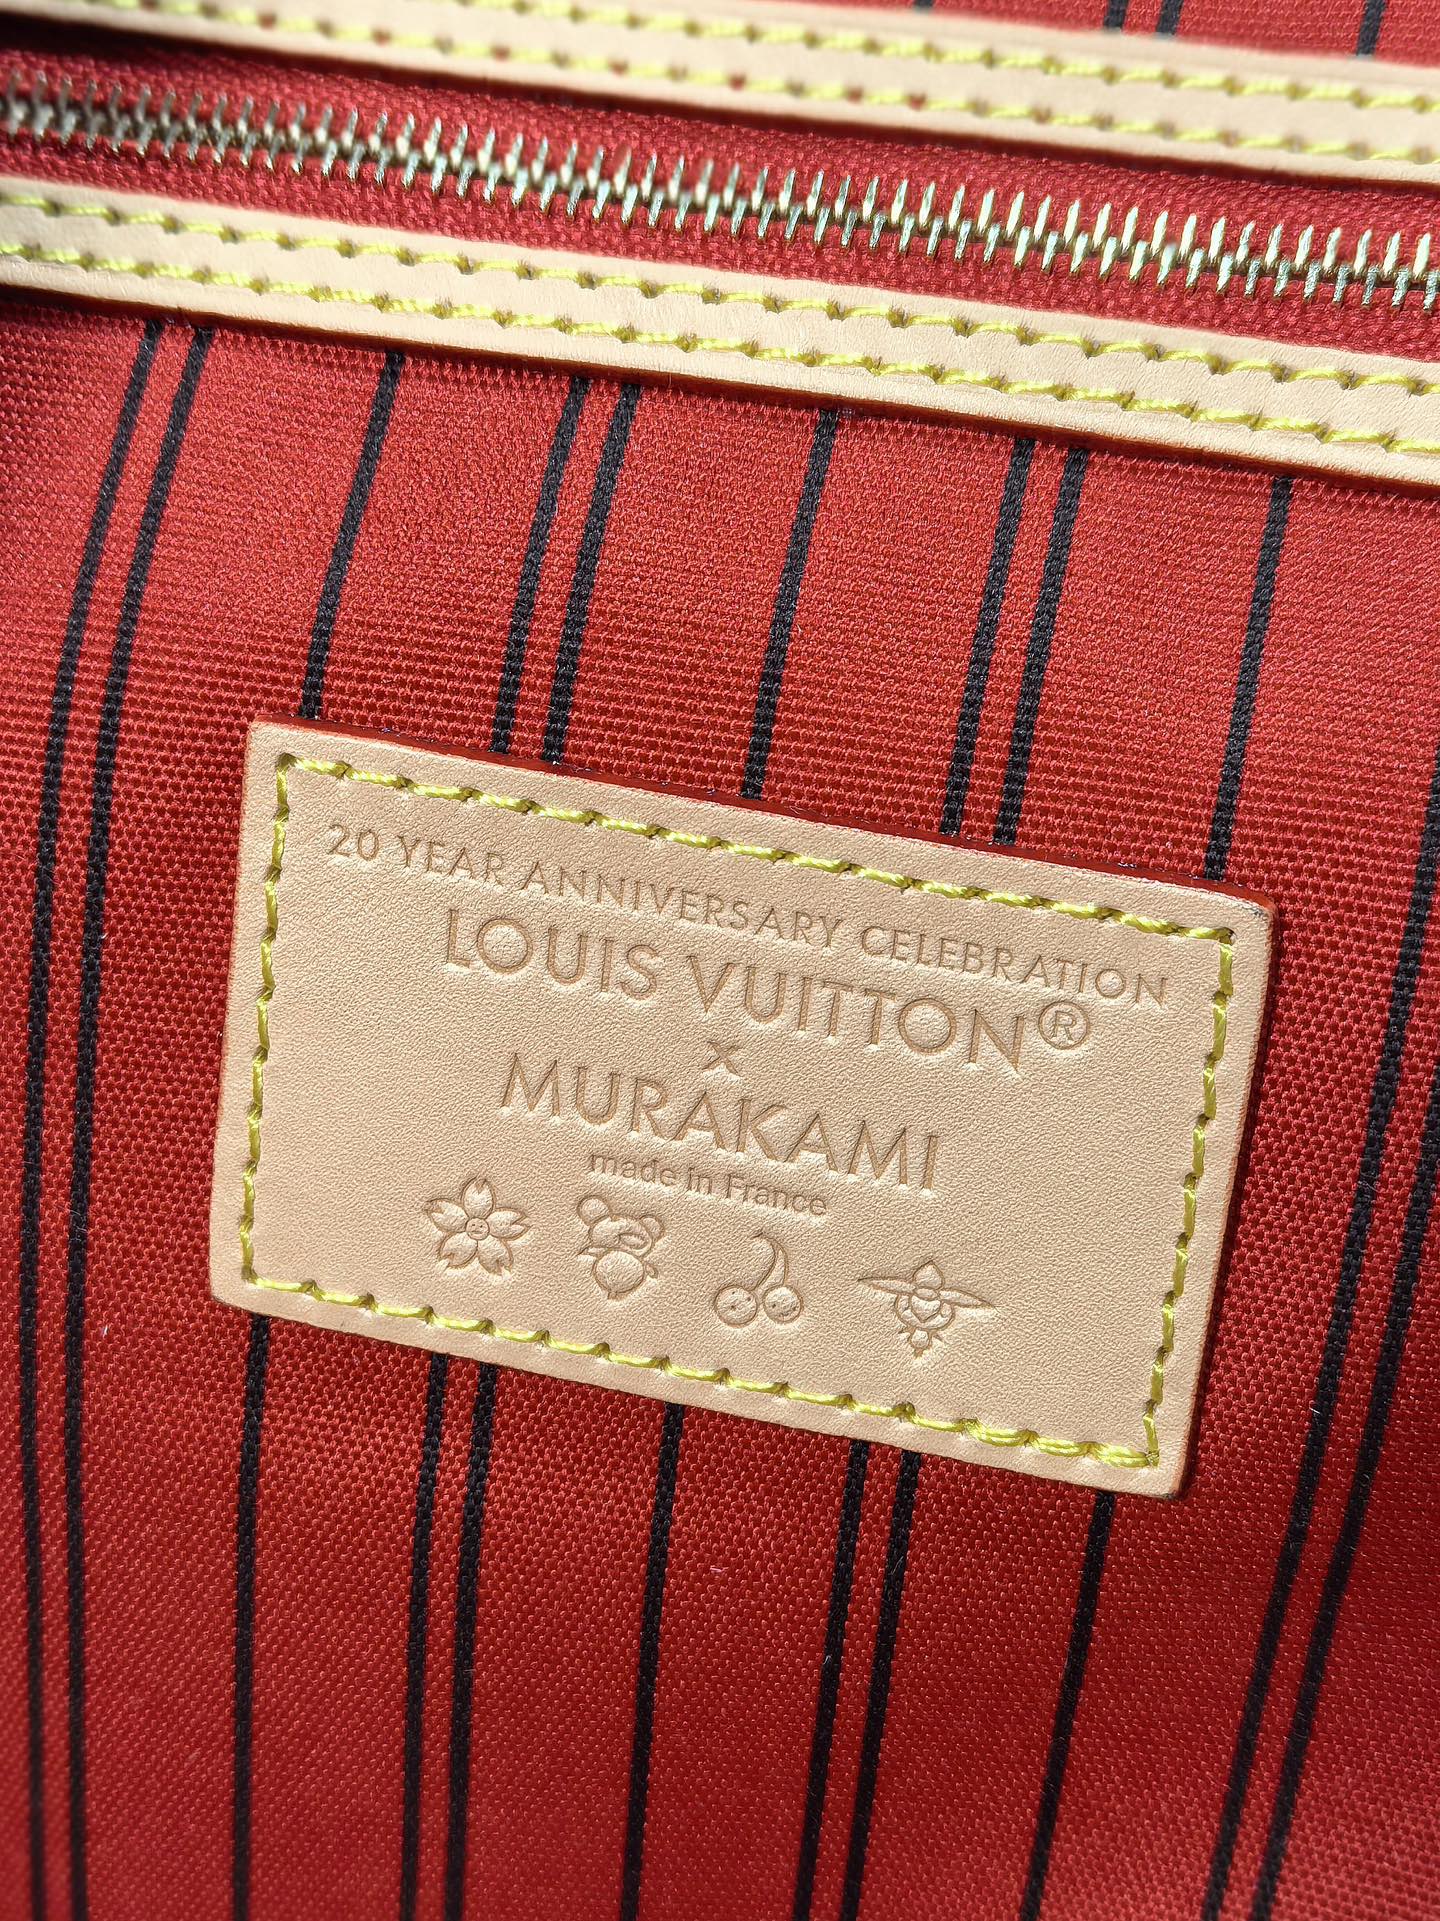 20 YEAR ANNIVERSARY CELEBRATION
LOUIS VUITTON®
x
MURAKAMI
made in France